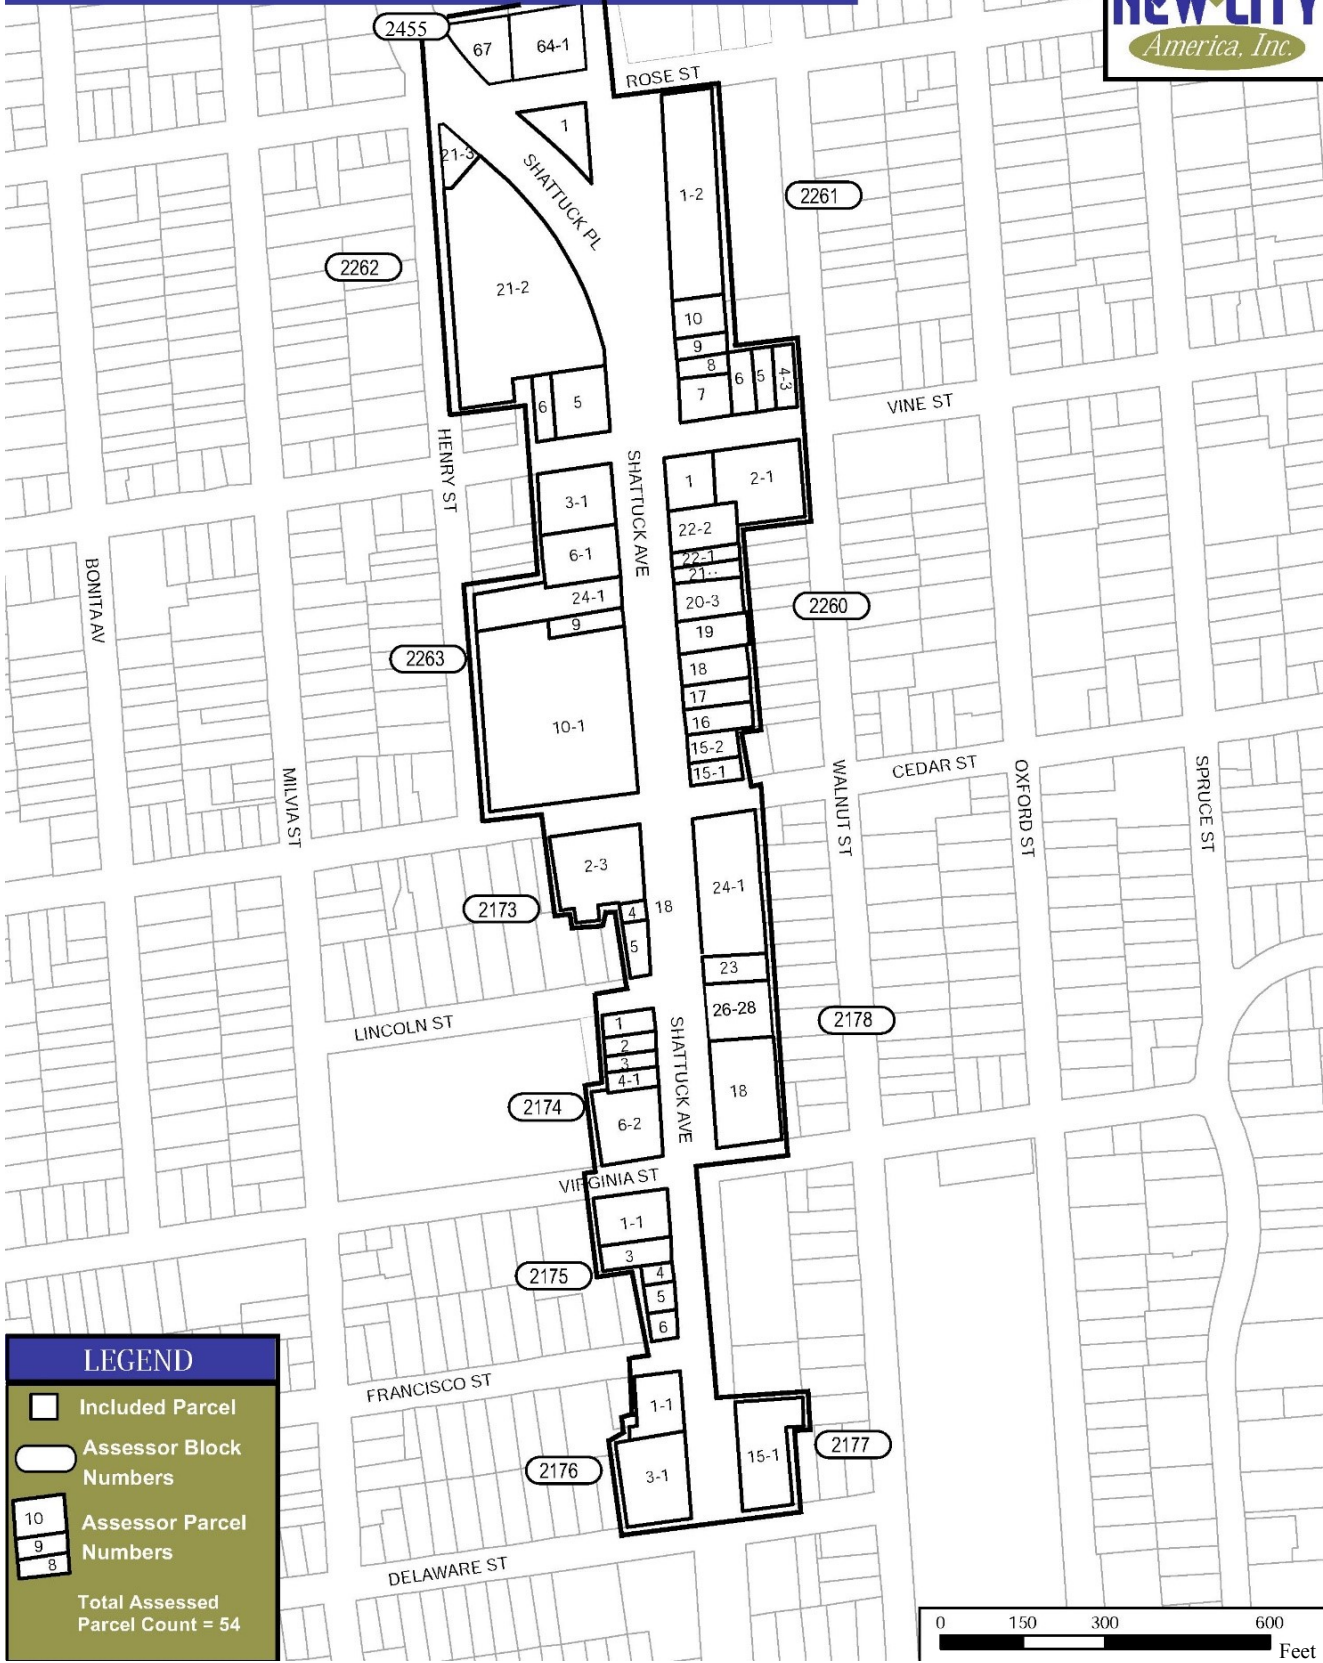 2455
NEW CITY
America, Inc.
67
64-1
ROSE ST
1
21-3
SHATTUCK PL
1-2
2261
2262
21-2
10
9
8
7
6
5
4-3
6
5
VINE ST
HENRY ST
SHATTUCK AVE
1
2-1
3-1
22-2
6-1
22-1
21··
24-1
20-3
2260
9
19
BONITA AV
2263
18
17
10-1
16
15-2
15-1
MILVIA ST
WALNUT ST
CEDAR ST
OXFORD ST
SPRUCE ST
2-3
24-1
2173
4
18
5
23
LINCOLN ST
1
26-28
2178
2
3
4-1
SHATTUCK AVE
2174
6-2
18
VIRGINIA ST
1-1
3
2175
4
5
6
FRANCISCO ST
1-1
2176
3-1
15-1
2177
DELAWARE ST
LEGEND
Included Parcel
Assessor Block
Numbers
10
9
8
Assessor Parcel
Numbers
Total Assessed
Parcel Count = 54
0 150 300 600
Feet